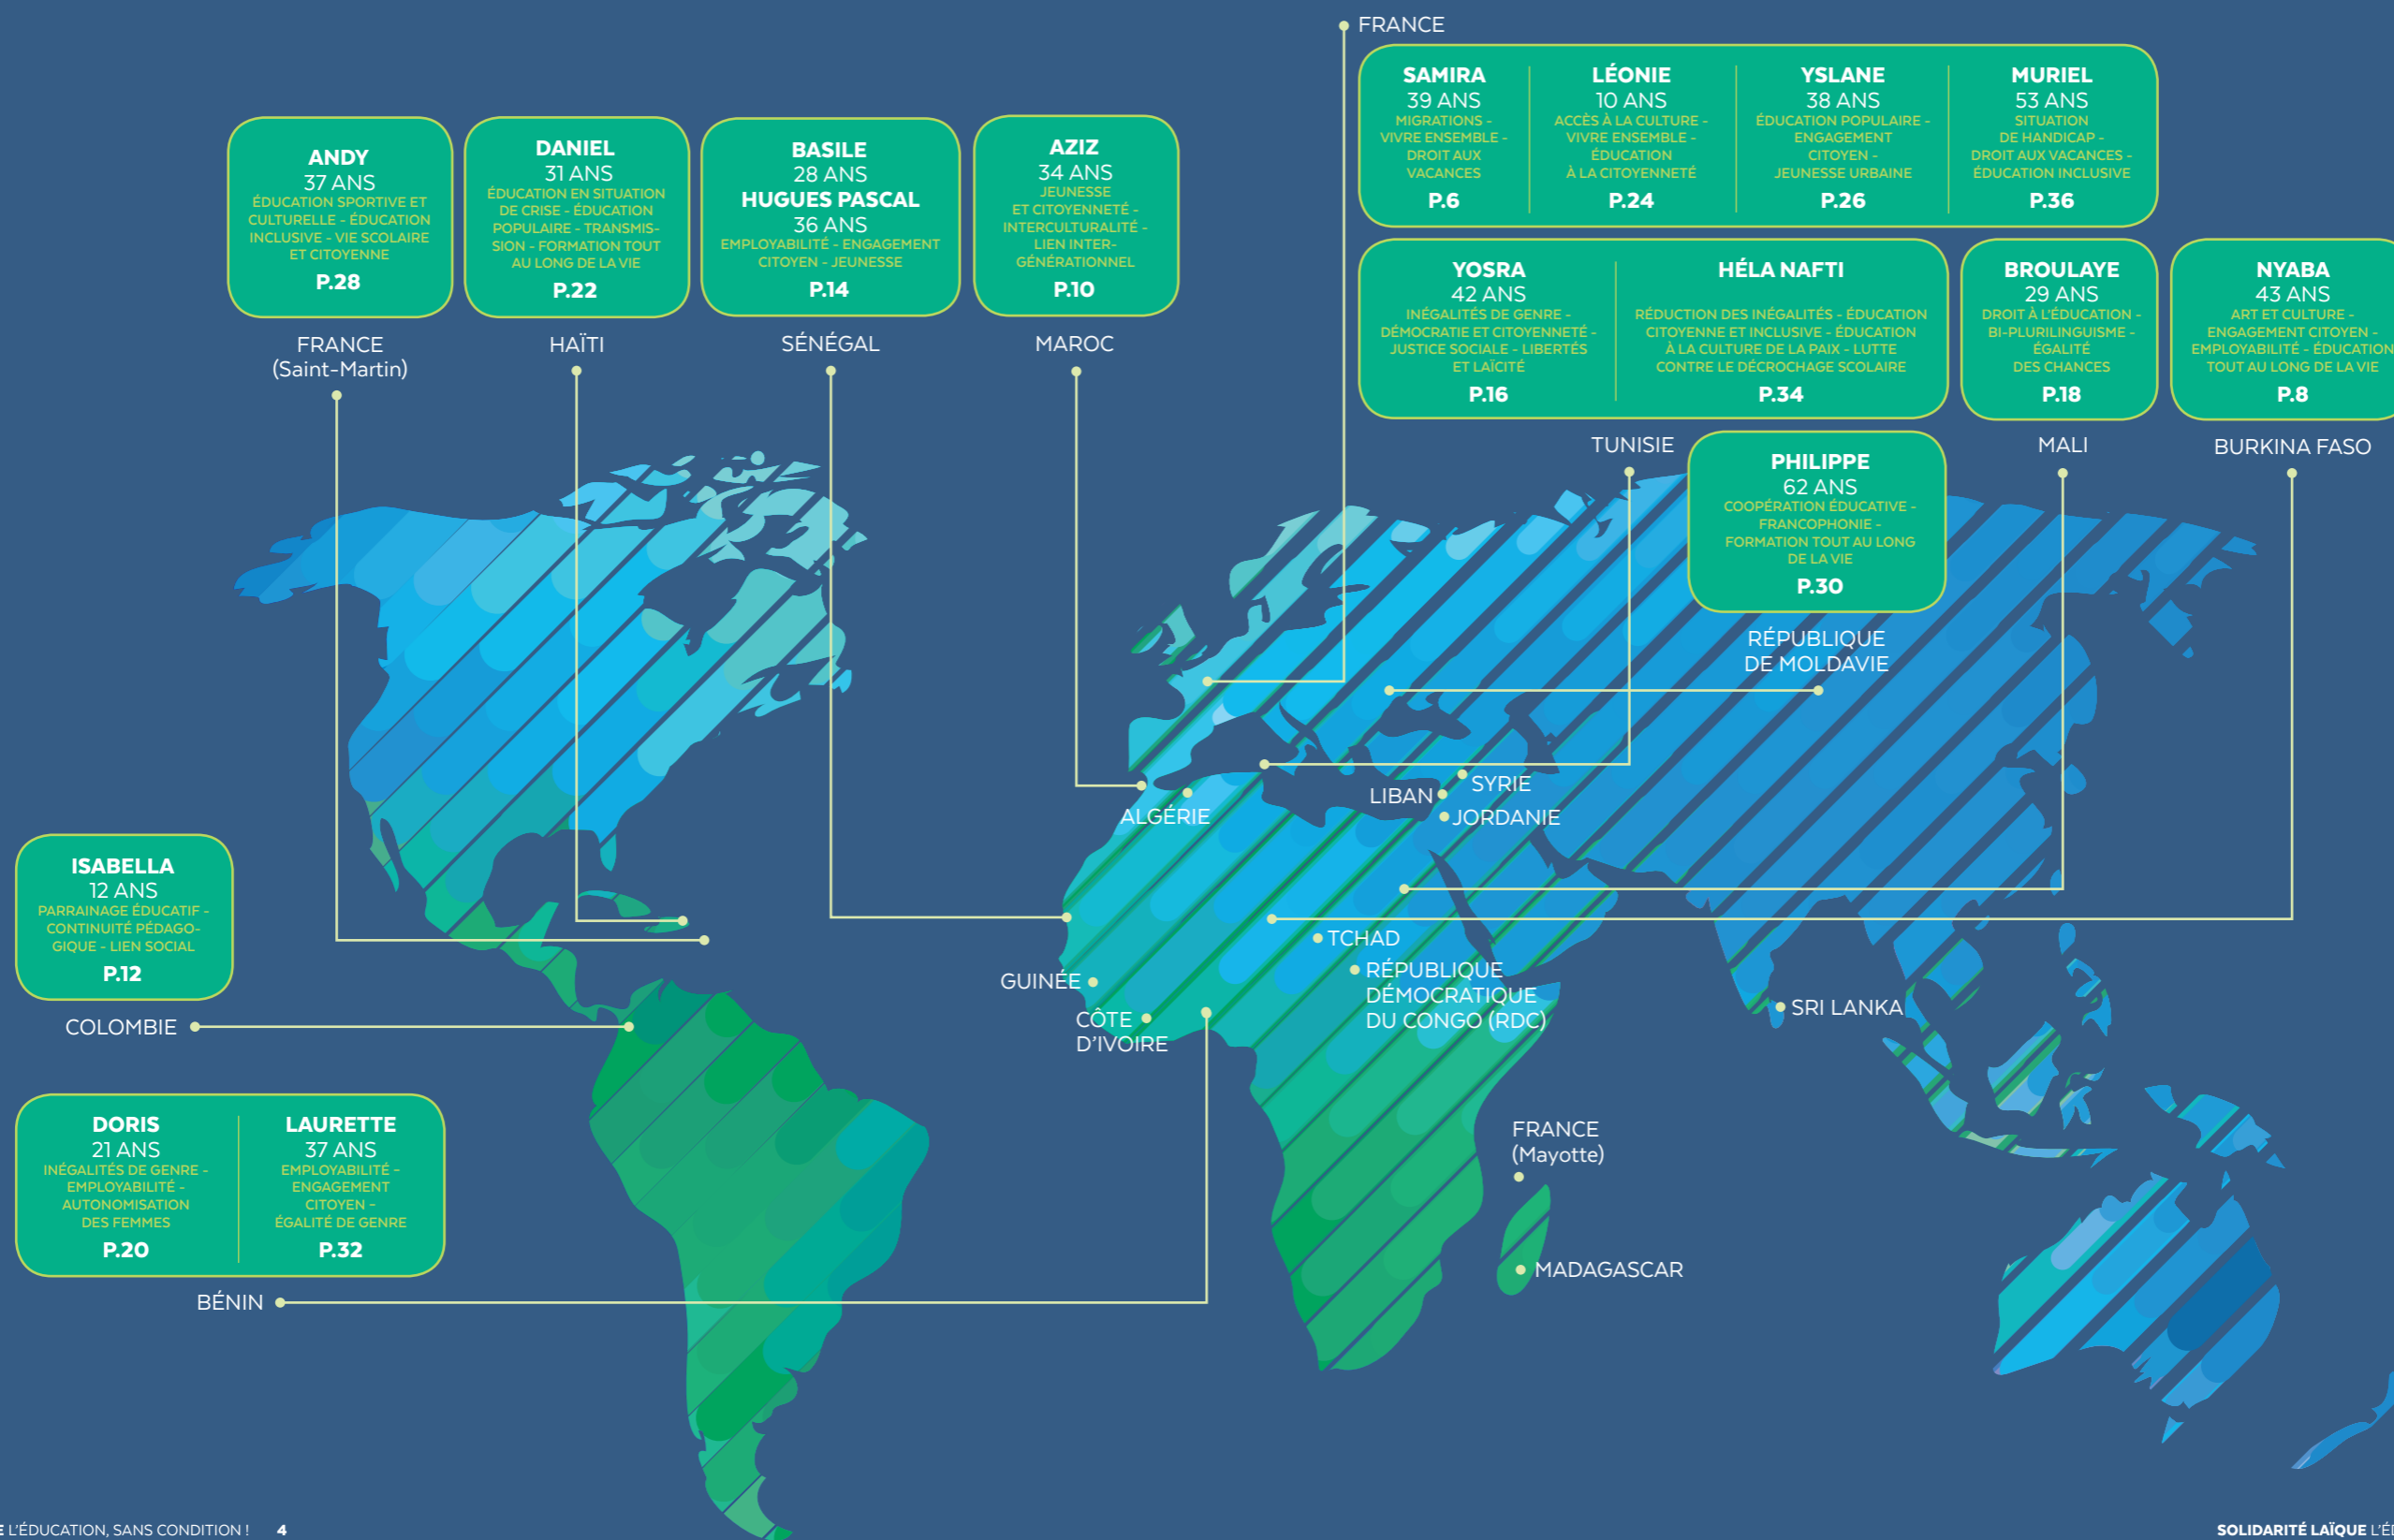 FRANCE
SAMIRA
39 ANS
MIGRATIONS -
VIVRE ENSEMBLE -
DROIT AUX
VACANCES
P.6
LÉONIE
10 ANS
ACCÈS À LA CULTURE -
VIVRE ENSEMBLE -
ÉDUCATION
À LA CITOYENNETÉ
P.24
YSLANE
38 ANS
ÉDUCATION POPULAIRE -
ENGAGEMENT
CITOYEN -
JEUNESSE URBAINE
P.26
MURIEL
53 ANS
SITUATION
DE HANDICAP -
DROIT AUX VACANCES -
ÉDUCATION INCLUSIVE
P.36
ANDY
37 ANS
ÉDUCATION SPORTIVE ET
CULTURELLE - ÉDUCATION
INCLUSIVE - VIE SCOLAIRE
ET CITOYENNE
P.28
FRANCE
(Saint-Martin)
DANIEL
31 ANS
ÉDUCATION EN SITUATION
DE CRISE - ÉDUCATION
POPULAIRE - TRANSMIS-
SION - FORMATION TOUT
AU LONG DE LA VIE
P.22
HAÏTI
BASILE
28 ANS
HUGUES PASCAL
36 ANS
EMPLOYABILITÉ - ENGAGEMENT
CITOYEN - JEUNESSE
P.14
SÉNÉGAL
AZIZ
34 ANS
JEUNESSE
ET CITOYENNETÉ -
INTERCULTURALITÉ -
LIEN INTER-
GÉNÉRATIONNEL
P.10
MAROC
YOSRA
42 ANS
INÉGALITÉS DE GENRE -
DÉMOCRATIE ET CITOYENNETÉ -
JUSTICE SOCIALE - LIBERTÉS
ET LAÏCITÉ
P.16
HÉLA NAFTI
RÉDUCTION DES INÉGALITÉS - ÉDUCATION
CITOYENNE ET INCLUSIVE - ÉDUCATION
À LA CULTURE DE LA PAIX - LUTTE
CONTRE LE DÉCROCHAGE SCOLAIRE
P.34
TUNISIE
BROULAYE
29 ANS
DROIT À L'ÉDUCATION -
BI-PLURILINGUISME -
ÉGALITÉ
DES CHANCES
P.18
MALI
NYABA
43 ANS
ART ET CULTURE -
ENGAGEMENT CITOYEN -
EMPLOYABILITÉ - ÉDUCATION
TOUT AU LONG DE LA VIE
P.8
BURKINA FASO
PHILIPPE
62 ANS
COOPÉRATION ÉDUCATIVE -
FRANCOPHONIE -
FORMATION TOUT AU LONG
DE LA VIE
P.30
RÉPUBLIQUE
DE MOLDAVIE
SYRIE
LIBAN
JORDANIE
ALGÉRIE
ISABELLA
12 ANS
PARRAINAGE ÉDUCATIF -
CONTINUITÉ PÉDAGO-
GIQUE - LIEN SOCIAL
P.12
COLOMBIE
TCHAD
RÉPUBLIQUE
DÉMOCRATIQUE
DU CONGO (RDC)
GUINÉE
CÔTE
D'IVOIRE
SRI LANKA
DORIS
21 ANS
INÉGALITÉS DE GENRE -
EMPLOYABILITÉ -
AUTONOMISATION
DES FEMMES
P.20
LAURETTE
37 ANS
EMPLOYABILITÉ -
ENGAGEMENT
CITOYEN -
ÉGALITÉ DE GENRE
P.32
BÉNIN
FRANCE
(Mayotte)
MADAGASCAR
L'ÉDUCATION, SANS CONDITION ! 4
SOLIDARITÉ LAÏQUE